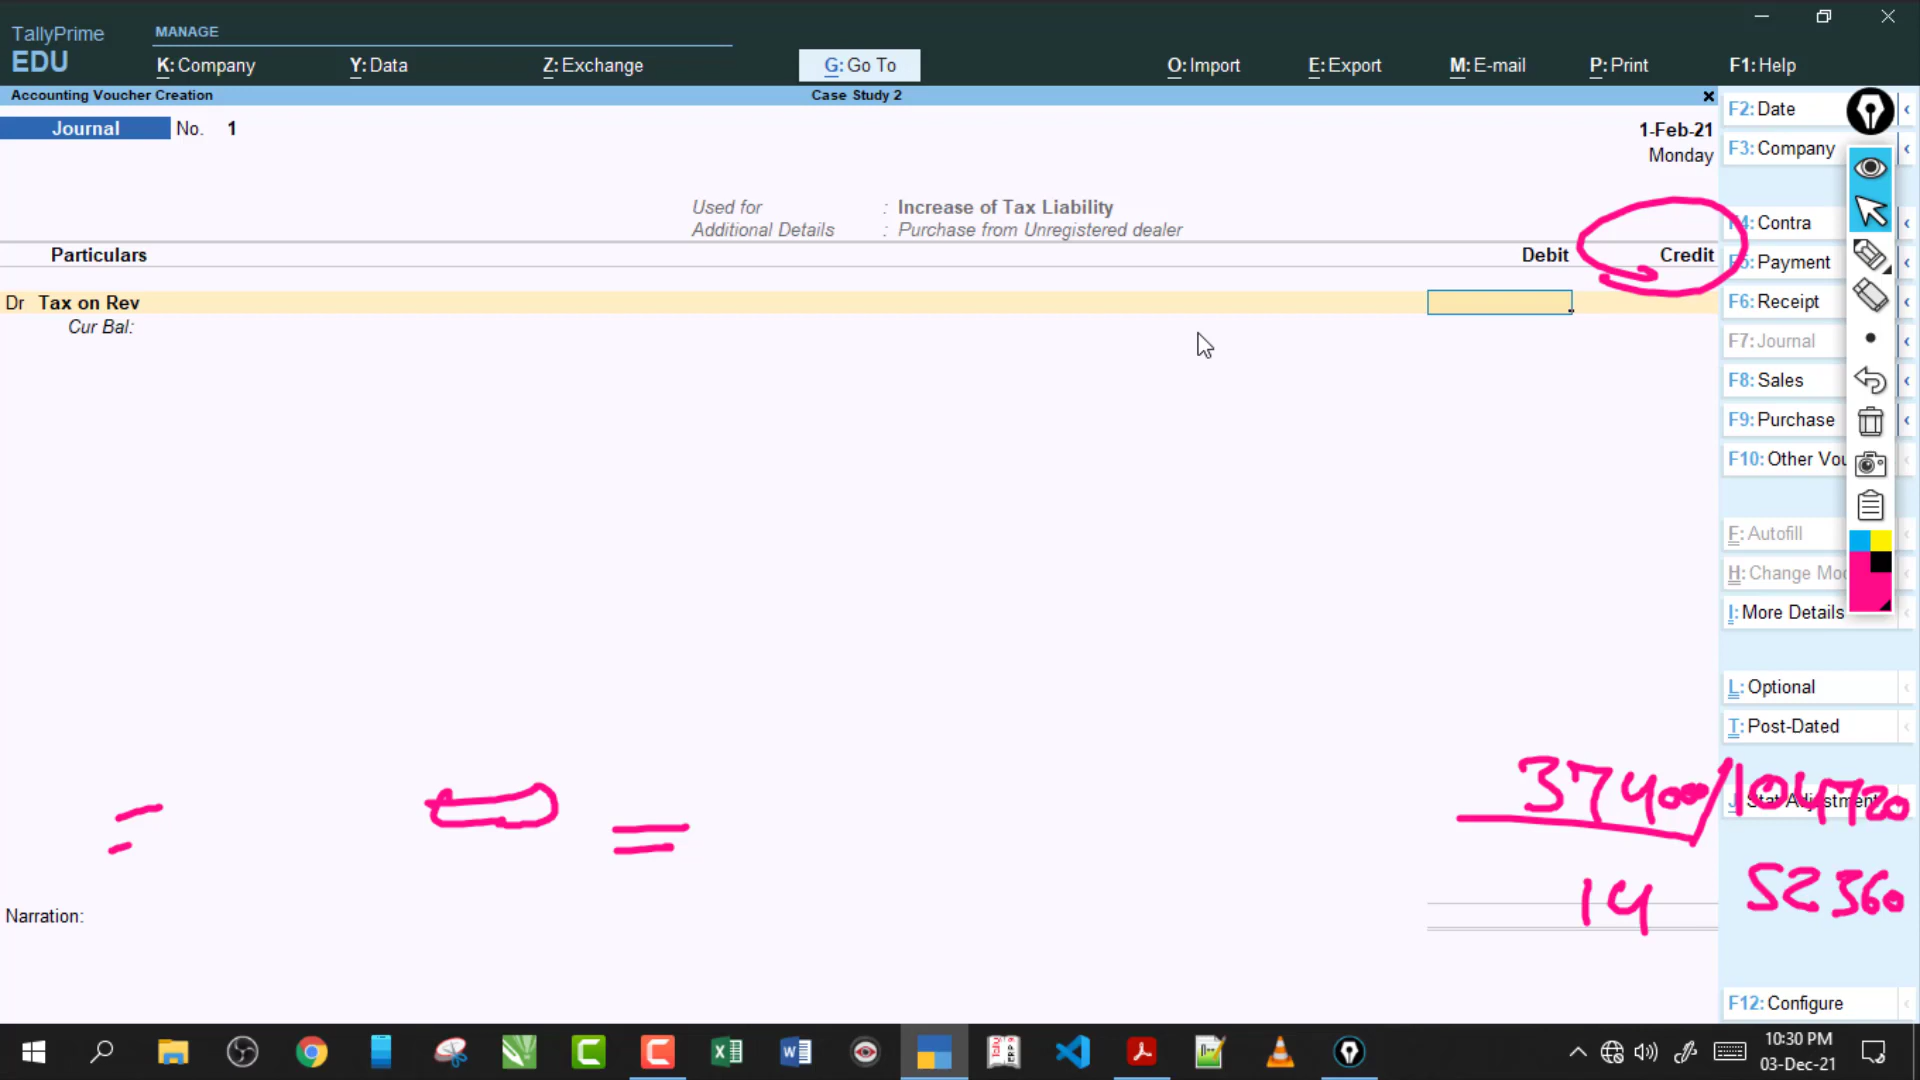 TallyPrime
EDU
MANAGE
K: Company
Y: Data
Z: Exchange
G: Go To
O: Import
E: Export
M: E-mail
P: Print
F1: Help
Accounting Voucher Creation
Case Study 2
Journal No. 1
1-Feb-21
Monday
Used for : Increase of Tax Liability
Additional Details : Purchase from Unregistered dealer
Particulars Debit Credit
Dr Tax on Rev
Cur Bal:
Narration:
F2: Date
F3: Company
F4: Contra
F5: Payment
F6: Receipt
F7: Journal
F8: Sales
F9: Purchase
F10: Other Vou
F: Autofill
H: Change Mod
I: More Details
L: Optional
T: Post-Dated
J: Stat Adjustment
F12: Configure
37400/104720
14 52360
10:30 PM
03-Dec-21